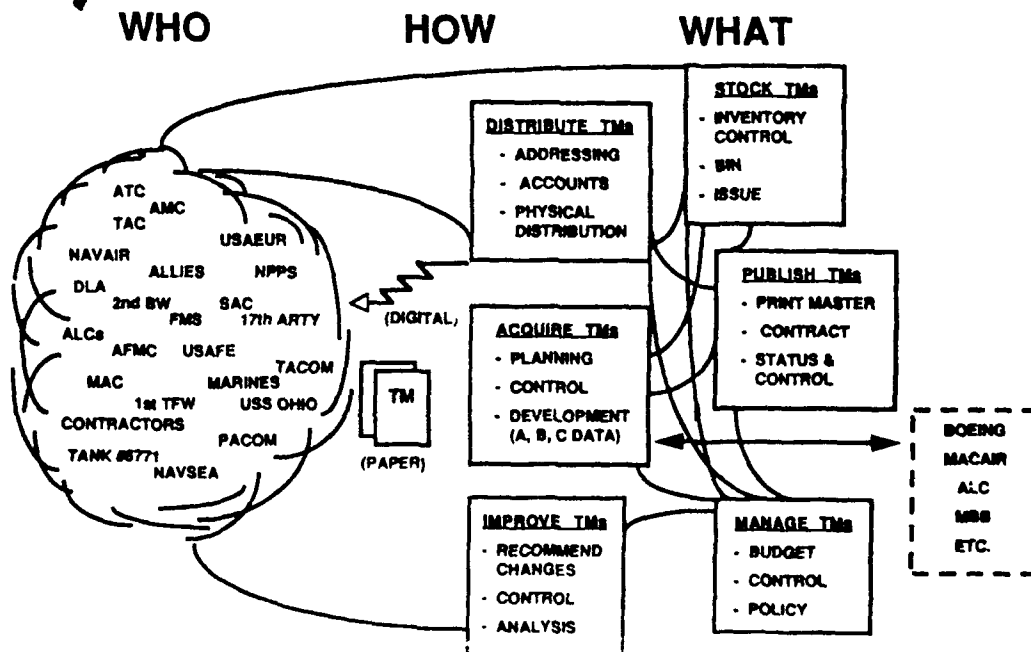 WHO HOW WHAT
ATC
AMC
TAC
USAEUR
NAVAIR
ALLIES
NPPS
DLA
2nd BW
SAC
FMS
17th ARTY
ALCs
AFMC
USAFE
TACOM
MAC
MARINES
1st TFW
USS OHIO
CONTRACTORS
PACOM
TANK #5771
NAVSEA
(DIGITAL)
TM
(PAPER)
DISTRIBUTE TMs
- ADDRESSING
- ACCOUNTS
- PHYSICAL
DISTRIBUTION
ACQUIRE TMs
- PLANNING
- CONTROL
- DEVELOPMENT
(A, B, C DATA)
IMPROVE TMs
- RECOMMEND
CHANGES
- CONTROL
- ANALYSIS
STOCK TMs
- INVENTORY
CONTROL
- BIN
- ISSUE
PUBLISH TMs
- PRINT MASTER
- CONTRACT
- STATUS &
CONTROL
MANAGE TMs
- BUDGET
- CONTROL
- POLICY
BOEING
MACAIR
ALC
MBB
ETC.